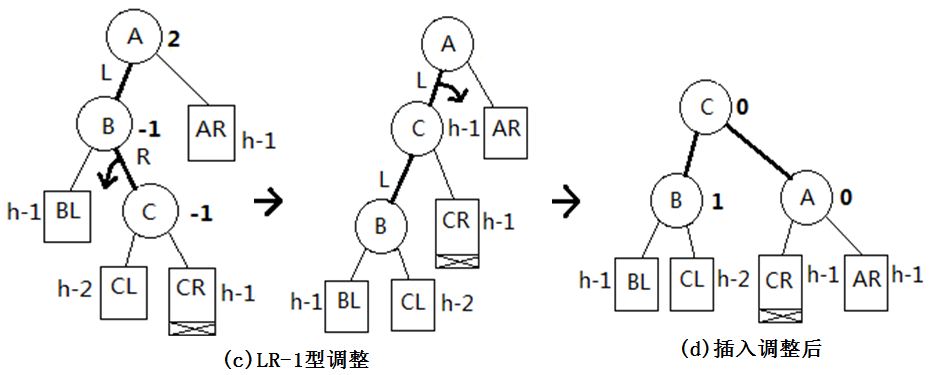 A 2
L
B -1
AR h-1
R
h-1 BL
C -1
h-2 CL
CR h-1
A
L
C
h-1 AR
L
B
CR h-1
h-1 BL
CL h-2
C 0
B 1
A 0
h-1 BL
CL h-2
CR h-1
AR h-1
(c)LR-1型调整
(d)插入调整后